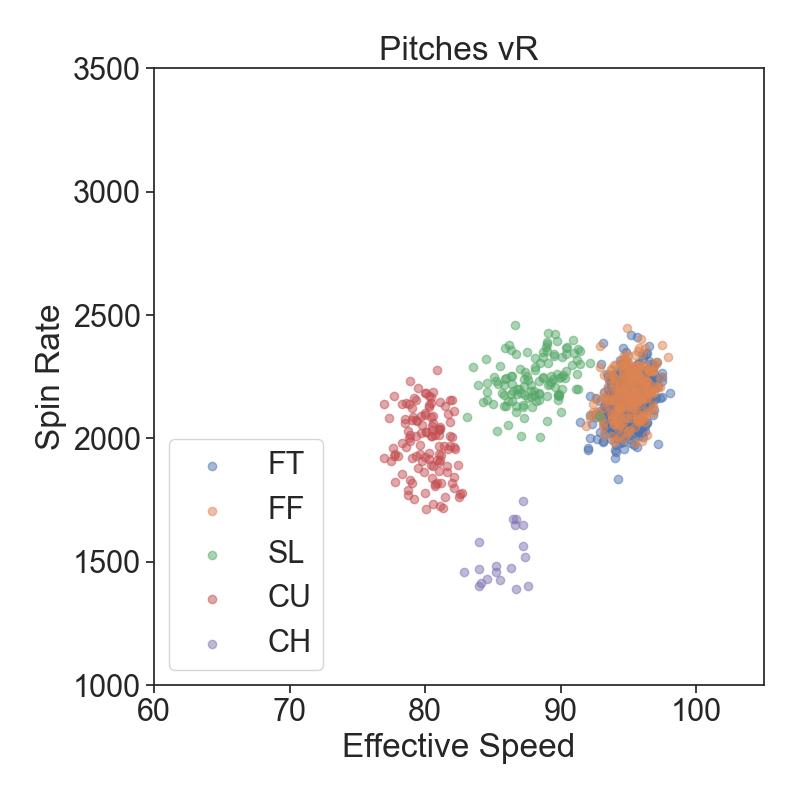 Pitches vR
3500
3000
2500
2000
1500
1000
Spin Rate
FT
FF
SL
CU
CH
60 70 80 90 100
Effective Speed